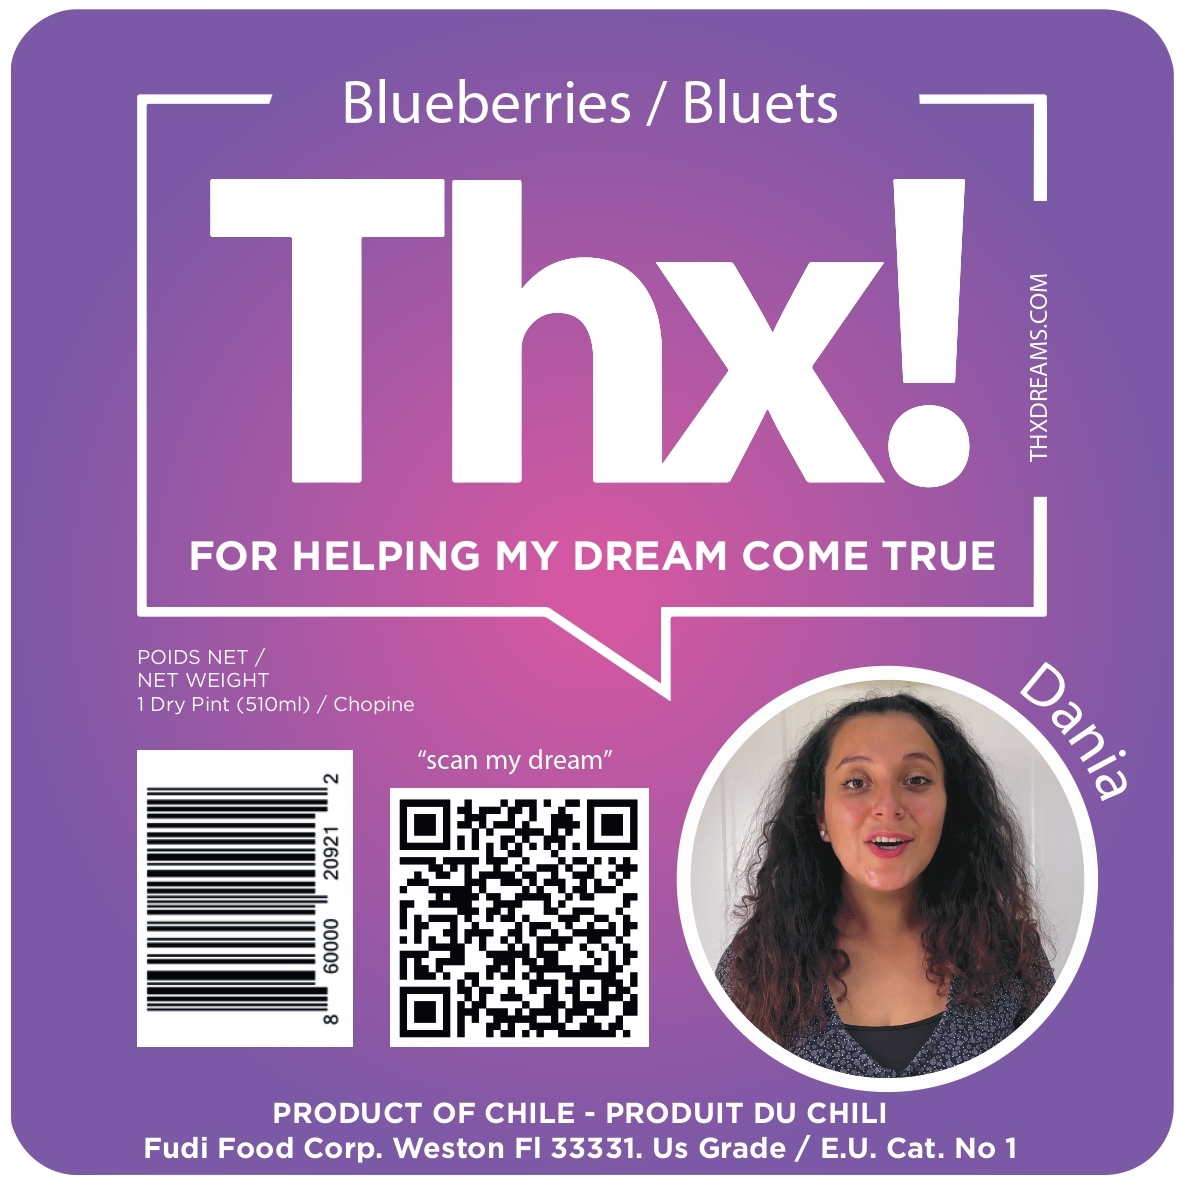 Blueberries / Bluets
Thx!
THXDREAMS.COM
FOR HELPING MY DREAM COME TRUE
POIDS NET /
NET WEIGHT
1 Dry Pint (510ml) / Chopine
"scan my dream"
Dania
8 60000 20921 2
PRODUCT OF CHILE - PRODUIT DU CHILI
Fudi Food Corp. Weston Fl 33331. Us Grade / E.U. Cat. No 1